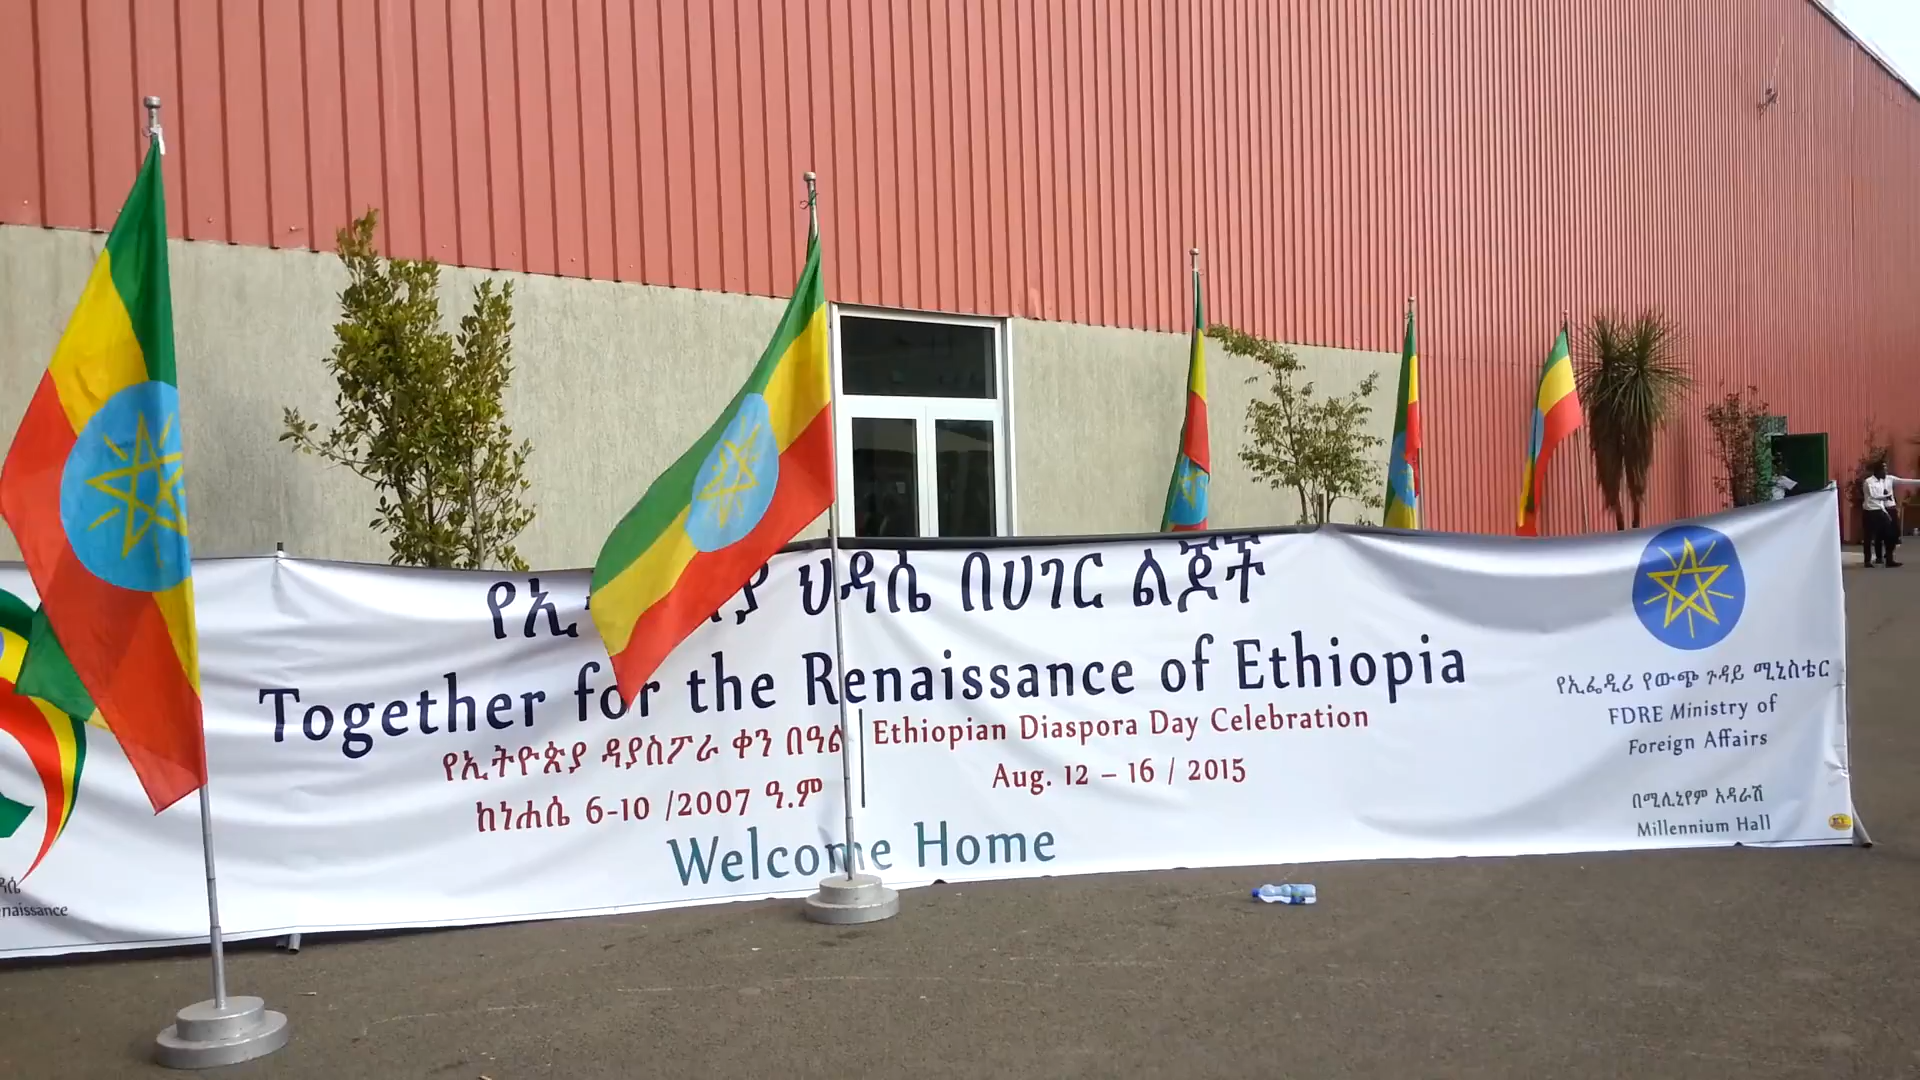 ህዳሴ በሀገር ልጆች
Together for the Renaissance of Ethiopia
የኢትዮጵያ ዳያስፖራ ቀን በዓል
Ethiopian Diaspora Day Celebration
ከነሐሴ 6-10 /2007 ዓ.ም
Aug. 12 – 16 / 2015
Welcome Home
የኢፌዲሪ የውጭ ጉዳይ ሚኒስቴር
FDRE Ministry of
Foreign Affairs
በሚሊኒየም አዳራሽ
Millennium Hall